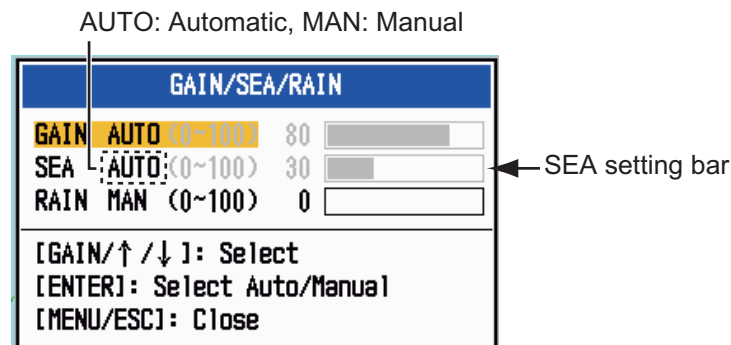 AUTO: Automatic, MAN: Manual
GAIN/SEA/RAIN
GAIN AUTO (0~100) 80
SEA AUTO (0~100) 30
SEA setting bar
RAIN MAN (0~100) 0
[GAIN/↑/↓]: Select
[ENTER]: Select Auto/Manual
[MENU/ESC]: Close